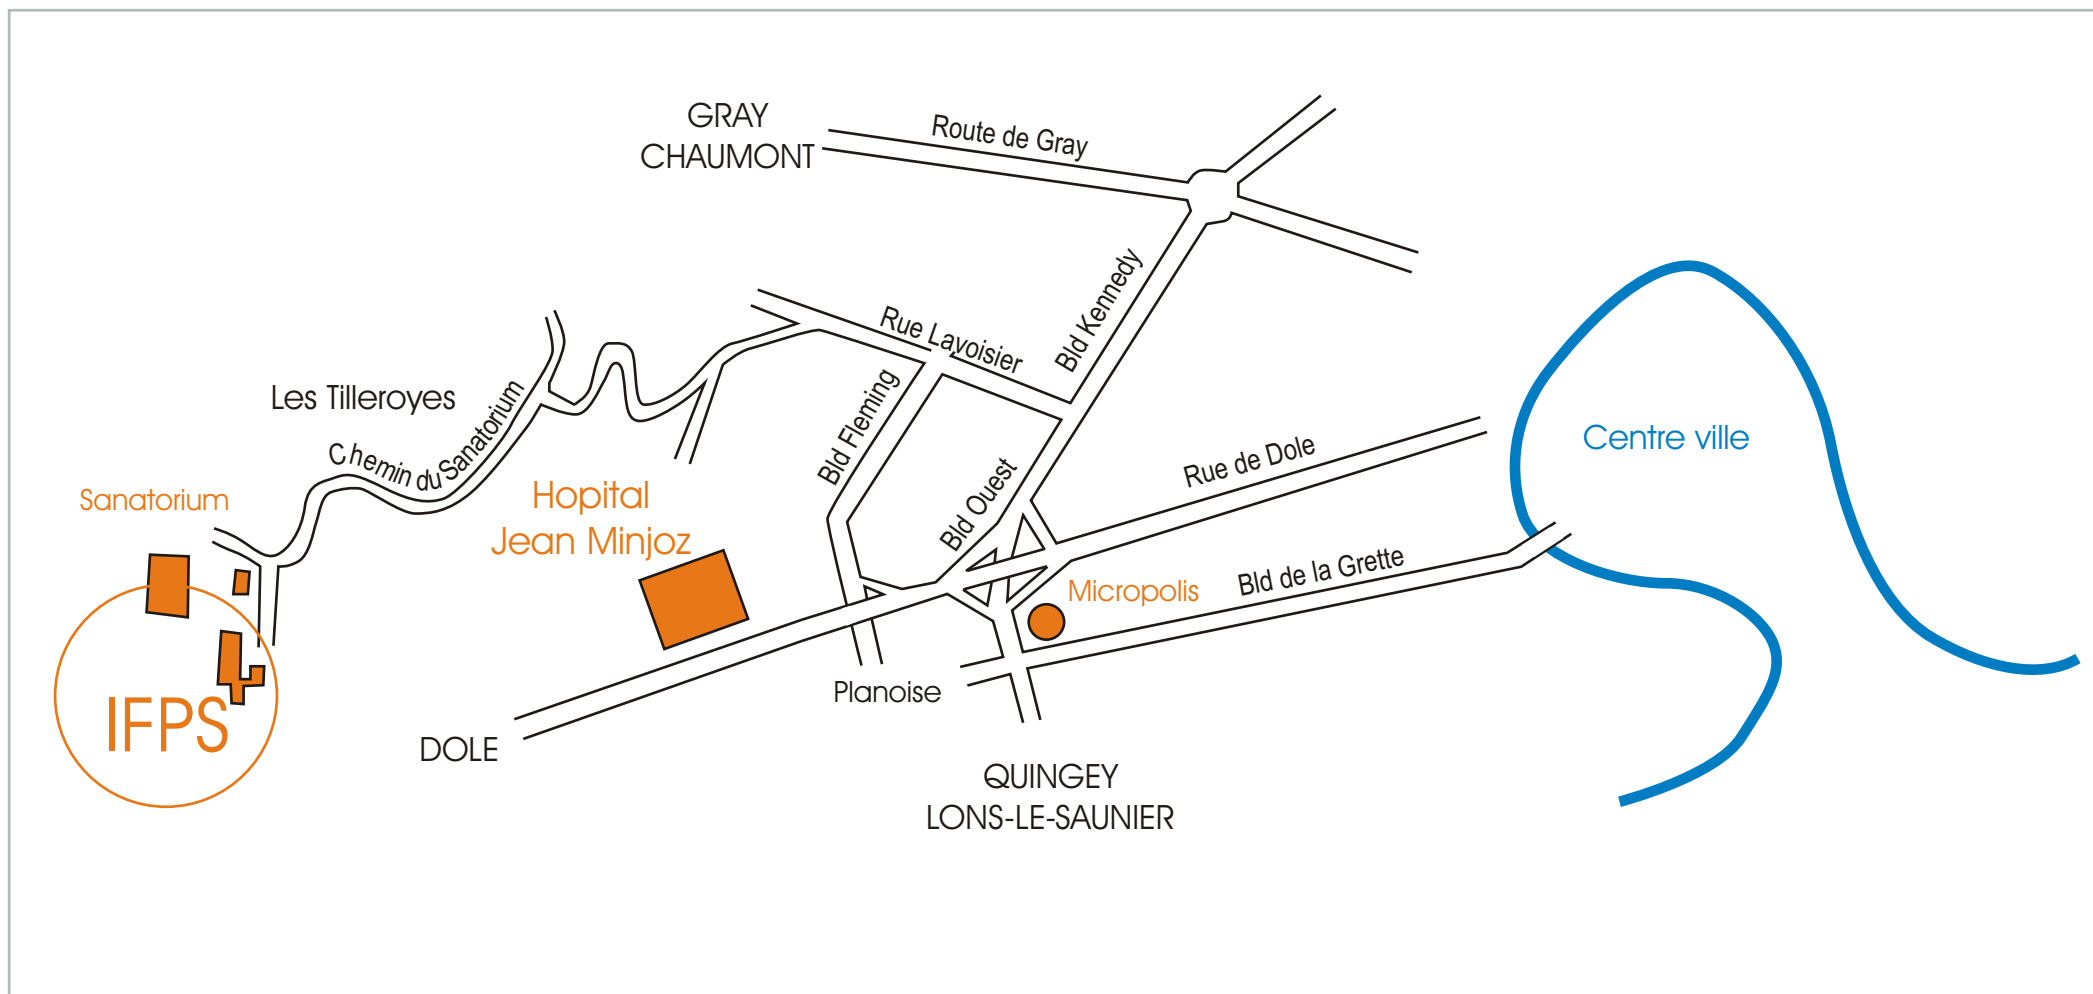 GRAY
CHAUMONT
Route de Gray
Bld Kennedy
Rue Lavoisier
Les Tilleroyes
Chemin du Sanatorium
Bld Fleming
Centre ville
Sanatorium
Hopital
Jean Minjoz
Bld Ouest
Rue de Dole
Micropolis
Bld de la Grette
IFPS
Planoise
DOLE
QUINGEY
LONS-LE-SAUNIER